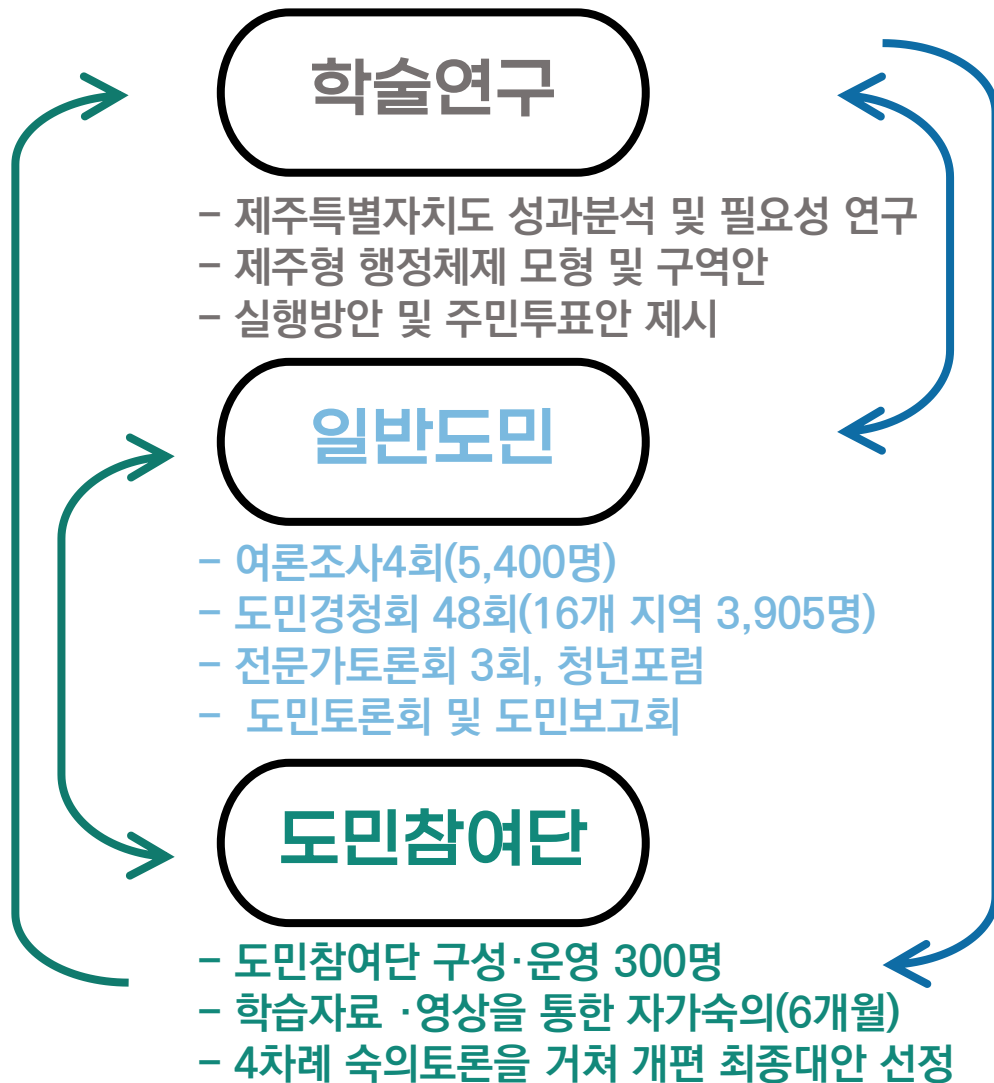 학술연구
- 제주특별자치도 성과분석 및 필요성 연구
- 제주형 행정체제 모형 및 구역안
- 실행방안 및 주민투표안 제시
일반도민
- 여론조사4회(5,400명)
- 도민경청회 48회(16개 지역 3,905명)
- 전문가토론회 3회, 청년포럼
- 도민토론회 및 도민보고회
도민참여단
- 도민참여단 구성·운영 300명
- 학습자료 ·영상을 통한 자가숙의(6개월)
- 4차례 숙의토론을 거쳐 개편 최종대안 선정